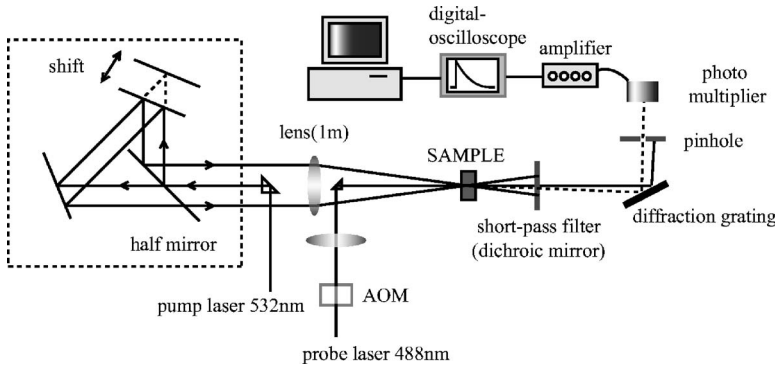 digital-
oscilloscope
amplifier
photo
multiplier
shift
lens(1m)
SAMPLE
pinhole
half mirror
short-pass filter
(dichroic mirror)
diffraction grating
pump laser 532nm
AOM
probe laser 488nm